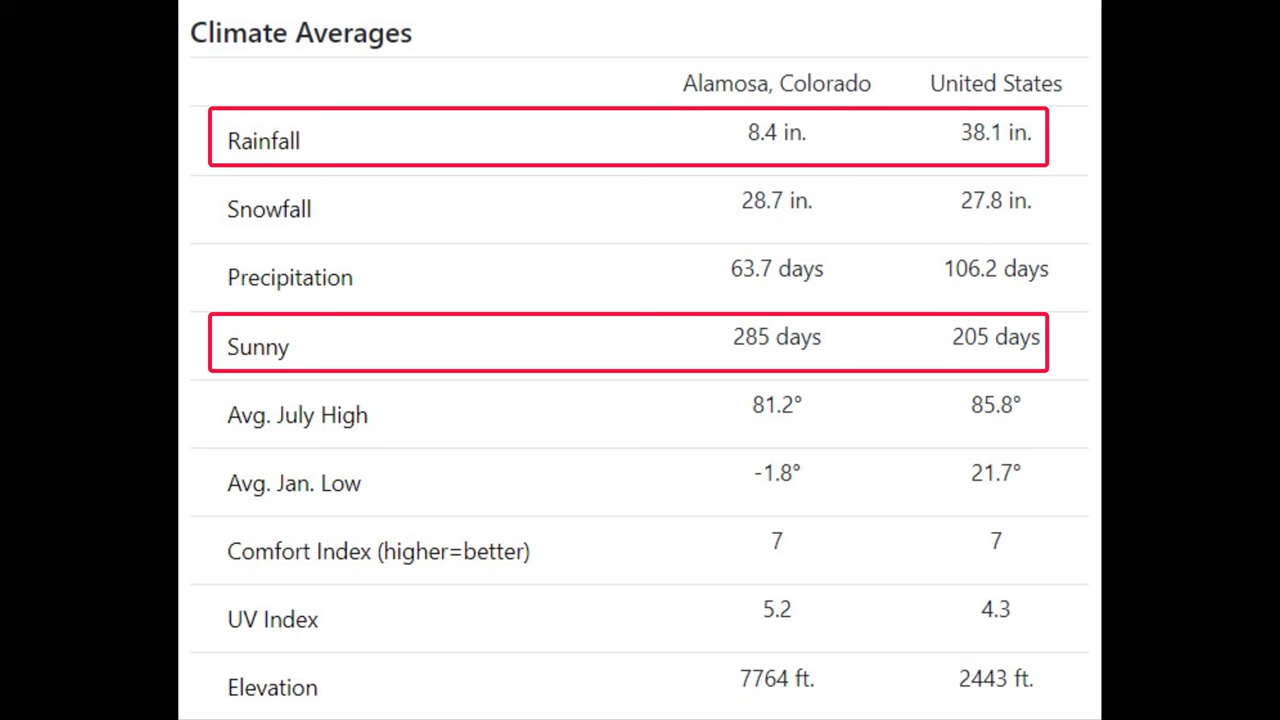 Climate Averages
Alamosa, Colorado United States
Rainfall 8.4 in. 38.1 in.
Snowfall 28.7 in. 27.8 in.
Precipitation 63.7 days 106.2 days
Sunny 285 days 205 days
Avg. July High 81.2° 85.8°
Avg. Jan. Low -1.8° 21.7°
Comfort Index (higher=better) 7 7
UV Index 5.2 4.3
Elevation 7764 ft. 2443 ft.